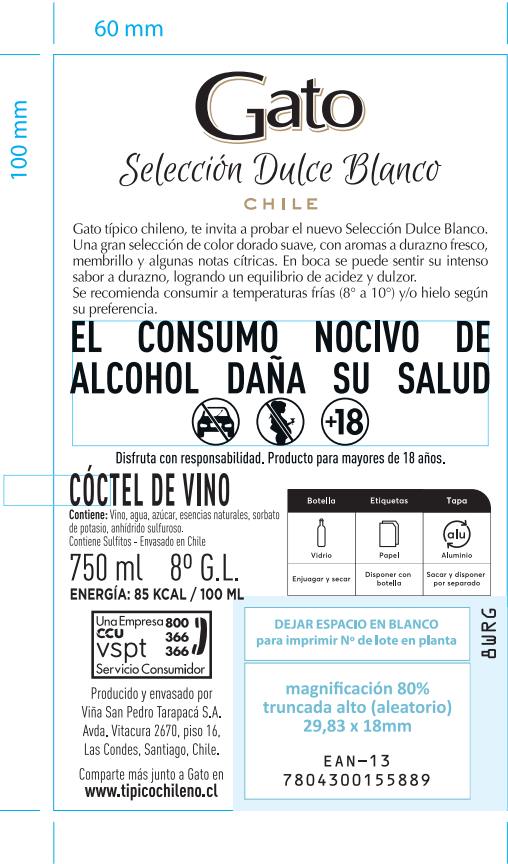 60 mm
100 mm
Gato
Selección Dulce Blanco
CHILE
Gato típico chileno, te invita a probar el nuevo Selección Dulce Blanco.
Una gran selección de color dorado suave, con aromas a durazno fresco,
membrillo y algunas notas cítricas. En boca se puede sentir su intenso
sabor a durazno, logrando un equilibrio de acidez y dulzor.
Se recomienda consumir a temperaturas frías (8° a 10°) y/o hielo según
su preferencia.
EL CONSUMO NOCIVO DE
ALCOHOL DAÑA SU SALUD
+18
Disfruta con responsabilidad. Producto para mayores de 18 años.
CÓCTEL DE VINO
Contiene: Vino, agua, azúcar, esencias naturales, sorbato
de potasio, anhídrido sulfuroso.
Contiene Sulfitos - Envasado en Chile
750 ml 8º G.L.
ENERGÍA: 85 KCAL / 100 ML
Botella Etiquetas Tapa
alu
Vidrio Papel Aluminio
Enjuagar y secar
Disponer con
botella
Sacar y disponer
por separado
Una Empresa
CCU
vspt
800
366
366
Servicio Consumidor
DEJAR ESPACIO EN BLANCO
para imprimir Nº de lote en planta
8WRG
Producido y envasado por
Viña San Pedro Tarapacá S.A.
Avda. Vitacura 2670, piso 16,
Las Condes, Santiago, Chile.
Comparte más junto a Gato en
www.tipicochileno.cl
magnificación 80%
truncada alto (aleatorio)
29,83 x 18mm
EAN-13
7804300155889